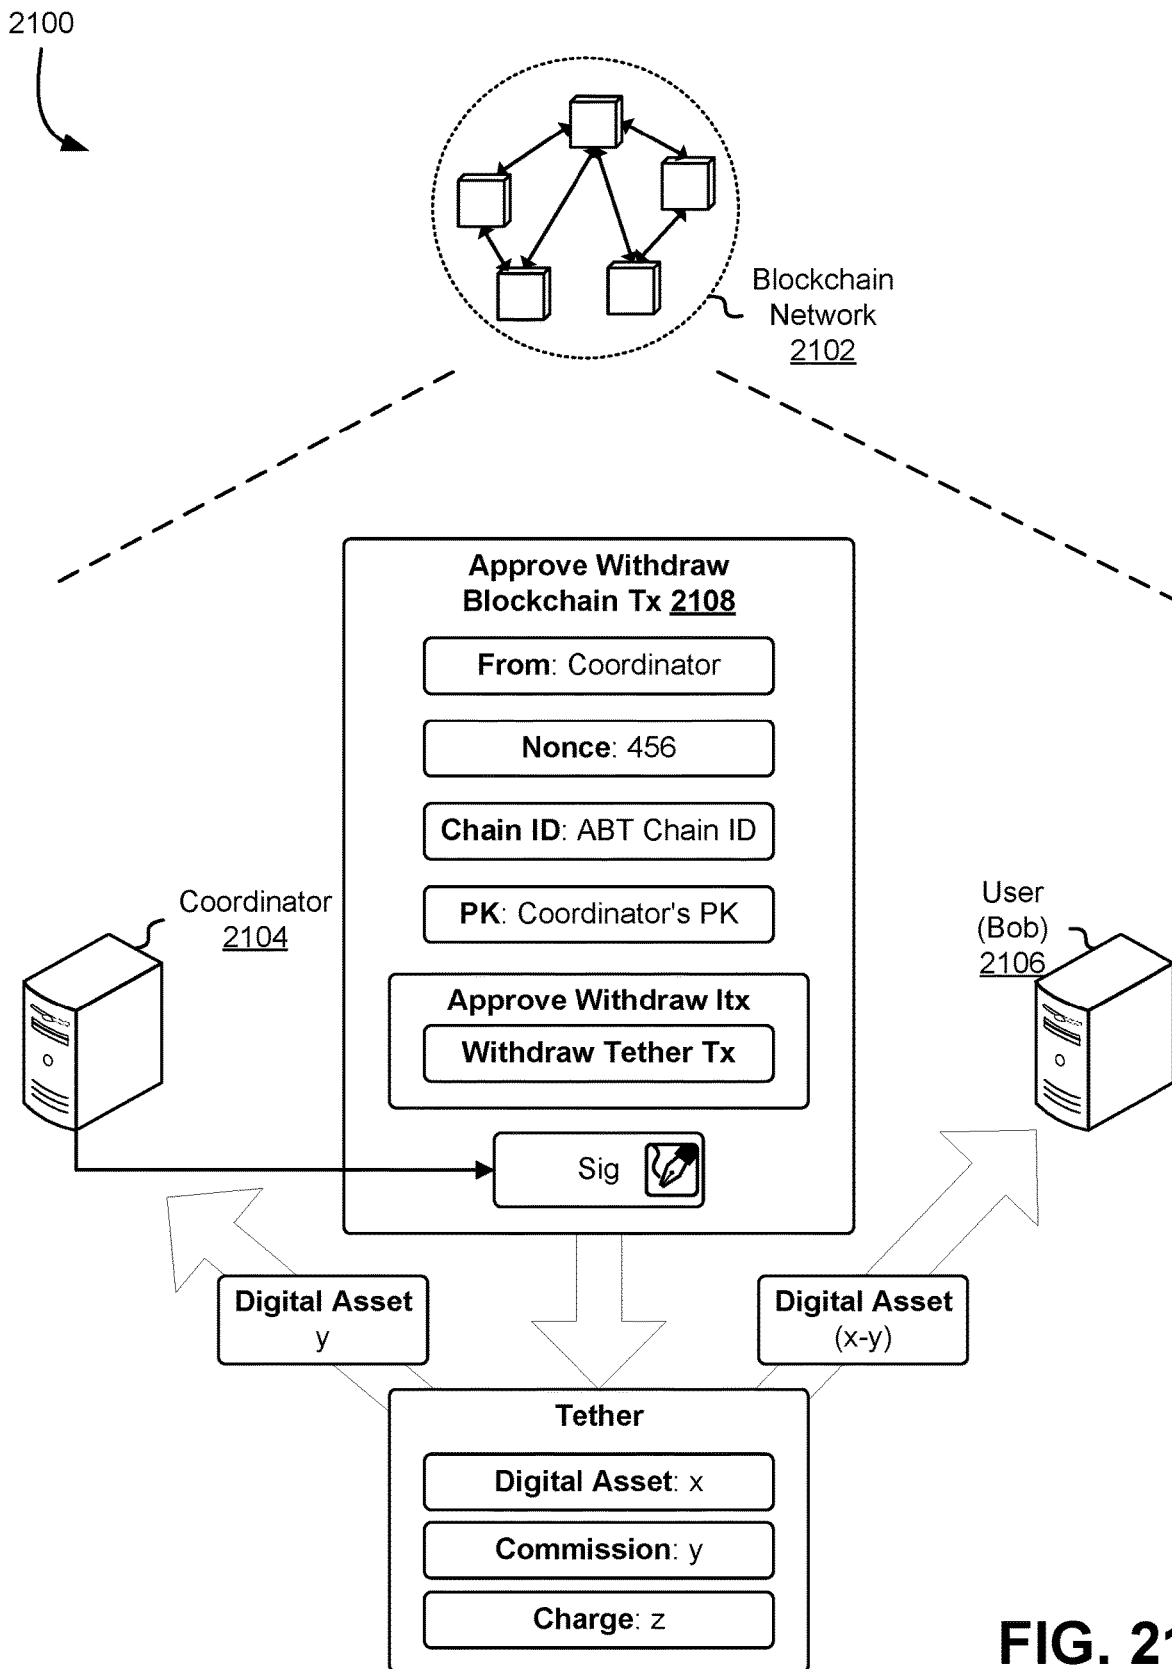 2100
Blockchain
Network
2102
Approve Withdraw
Blockchain Tx 2108
From: Coordinator
Nonce: 456
Chain ID: ABT Chain ID
PK: Coordinator's PK
Coordinator
2104
User
(Bob)
2106
Approve Withdraw Itx
Withdraw Tether Tx
Sig
Digital Asset
y
Digital Asset
(x-y)
Tether
Digital Asset: x
Commission: y
Charge: z
FIG. 21